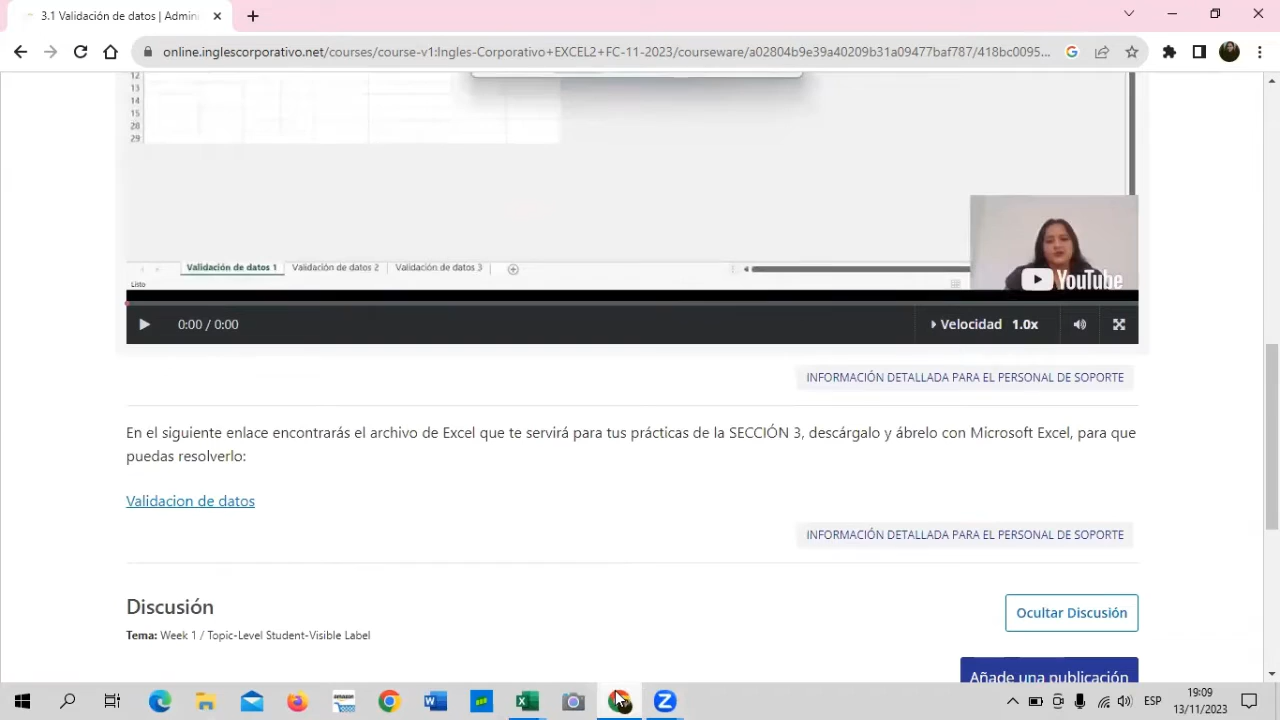 3.1 Validación de datos | Admini
online.inglescorporativo.net/courses/course-v1:Ingles-Corporativo+EXCEL2+FC-11-2023/courseware/a02804b9e39a40209b31a09477baf787/418bc0095...
12
13
14
15
28
29
Validación de datos 1 Validación de datos 2 Validación de datos 3
Listo
YouTube
0:00 / 0:00 Velocidad 1.0x
INFORMACIÓN DETALLADA PARA EL PERSONAL DE SOPORTE
En el siguiente enlace encontrarás el archivo de Excel que te servirá para tus prácticas de la SECCIÓN 3, descárgalo y ábrelo con Microsoft Excel, para que
puedas resolverlo:
Validacion de datos
INFORMACIÓN DETALLADA PARA EL PERSONAL DE SOPORTE
Discusión
Ocultar Discusión
Tema: Week 1 / Topic-Level Student-Visible Label
Añade una publicación
ESP
19:09
13/11/2023